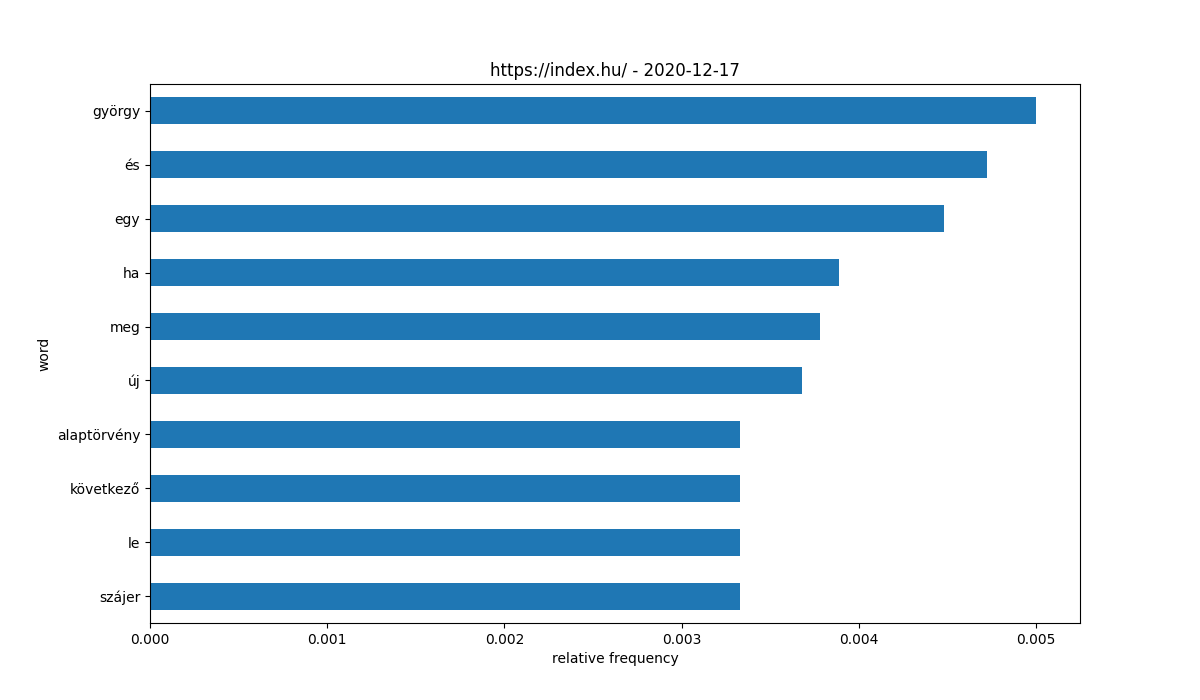 https://index.hu/ - 2020-12-17
györgy
és
egy
ha
meg
új
alaptörvény
következő
le
szájer
word
0.000 0.001 0.002 0.003 0.004 0.005
relative frequency